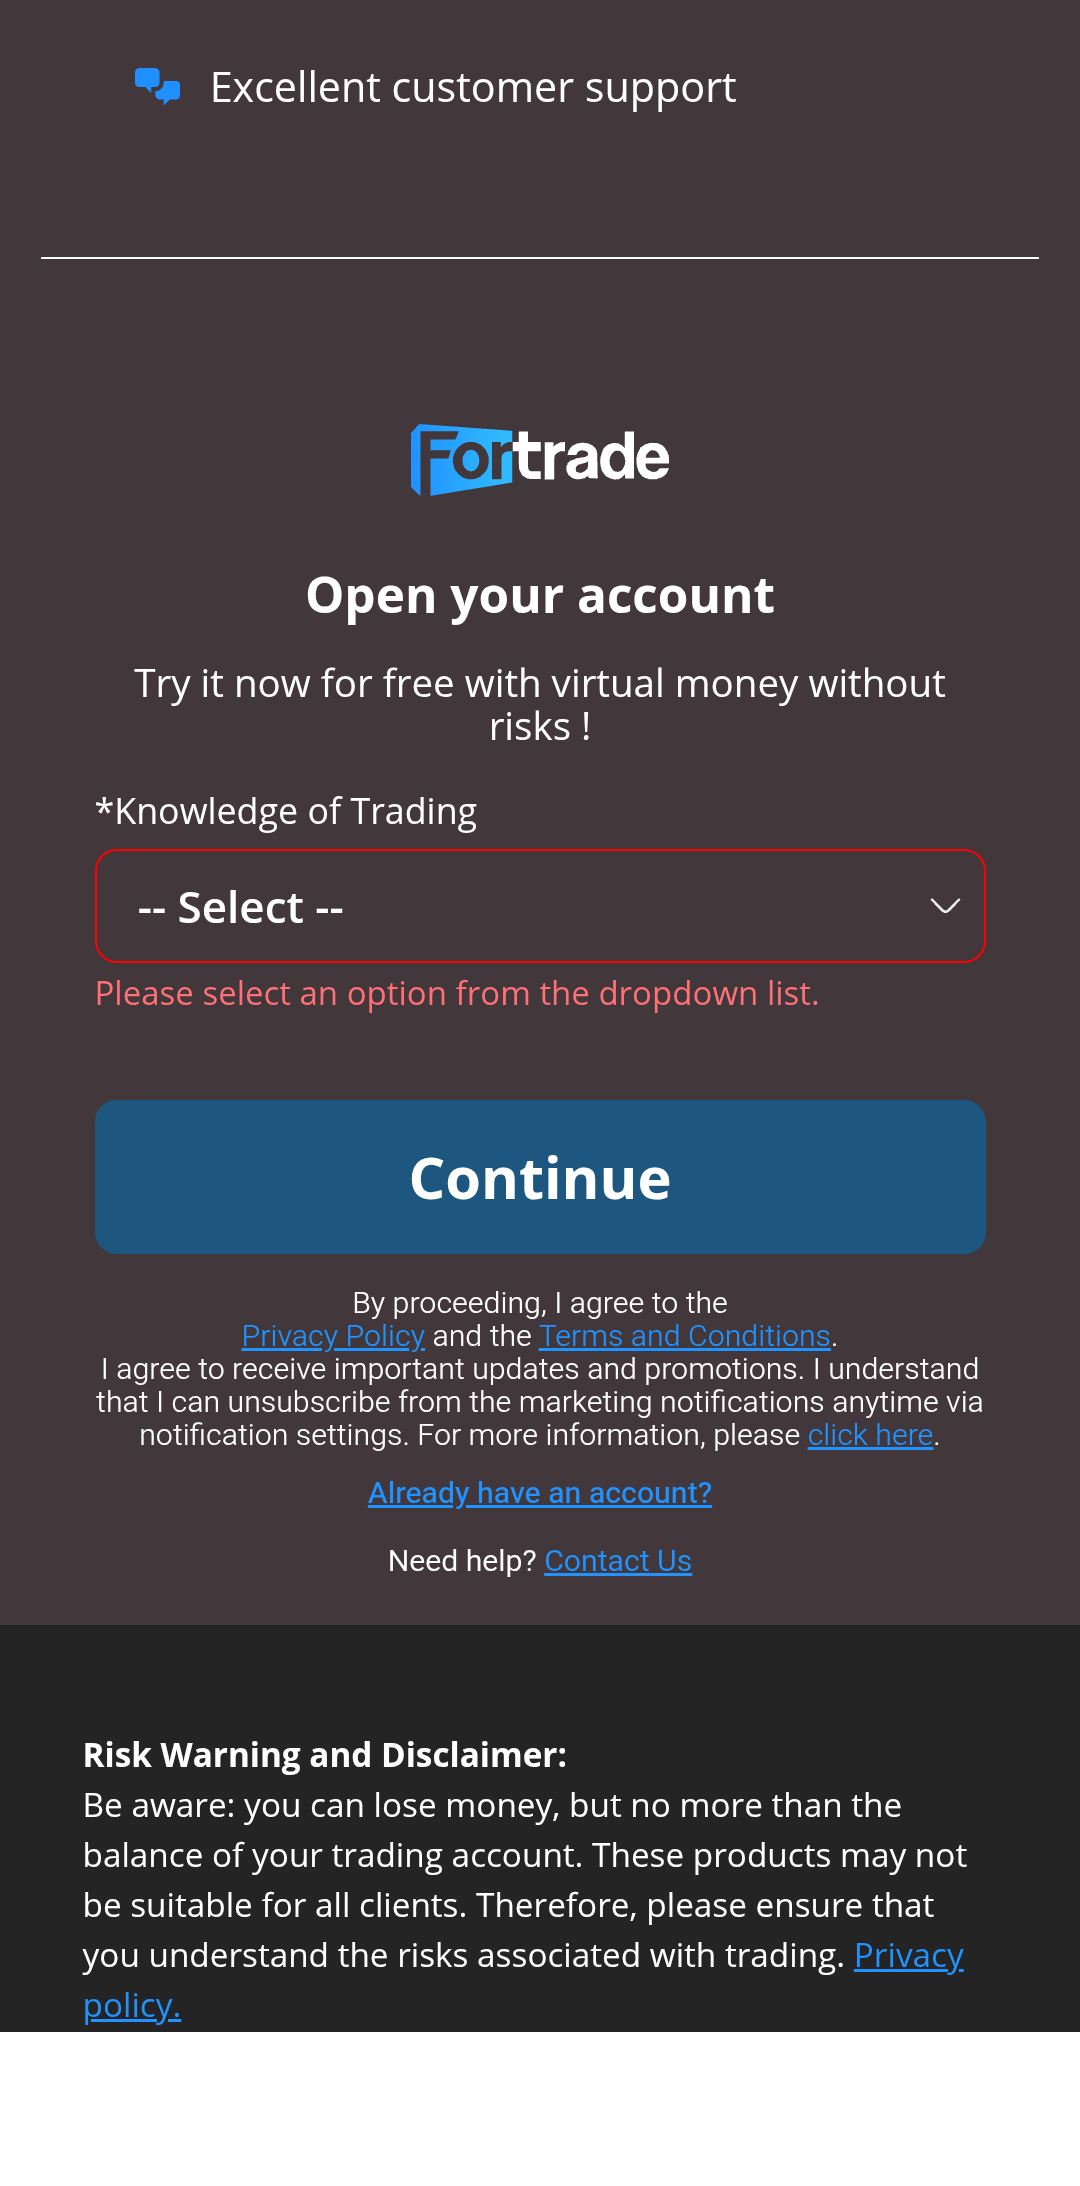 Excellent customer support
Fortrade
Open your account
Try it now for free with virtual money without
risks !
*Knowledge of Trading
-- Select --
Please select an option from the dropdown list.
Continue
By proceeding, I agree to the
Privacy Policy and the Terms and Conditions.
I agree to receive important updates and promotions. I understand
that I can unsubscribe from the marketing notifications anytime via
notification settings. For more information, please click here.
Already have an account?
Need help? Contact Us
Risk Warning and Disclaimer:
Be aware: you can lose money, but no more than the
balance of your trading account. These products may not
be suitable for all clients. Therefore, please ensure that
you understand the risks associated with trading. Privacy
policy.